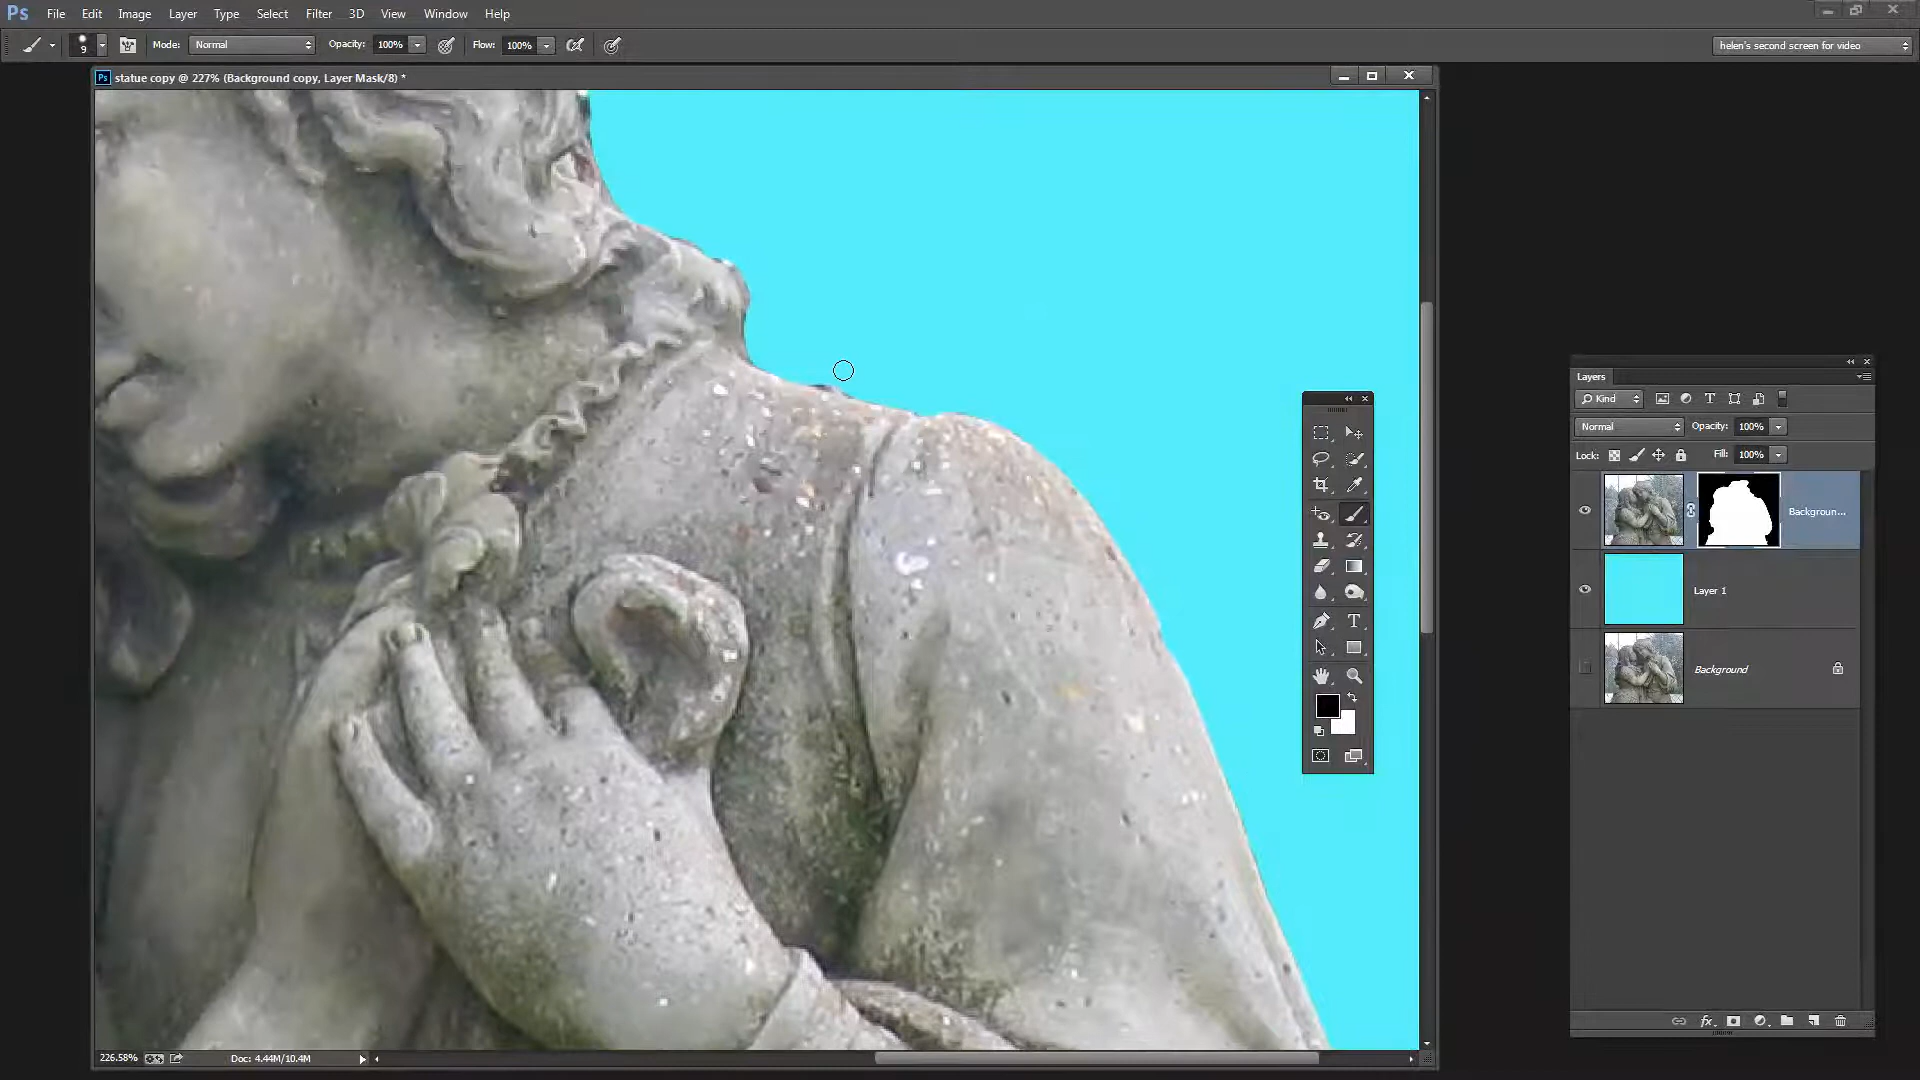 Ps File Edit Image Layer Type Select Filter 3D View Window Help
9 Mode: Normal Opacity: 100% Flow: 100% helen's second screen for video
Ps statue copy @ 227% (Background copy, Layer Mask/8) *
Layers
Kind
Normal Opacity: 100%
Lock: Fill: 100%
Backgroun...
Layer 1
Background
226.58% Doc: 4.44M/10.4M